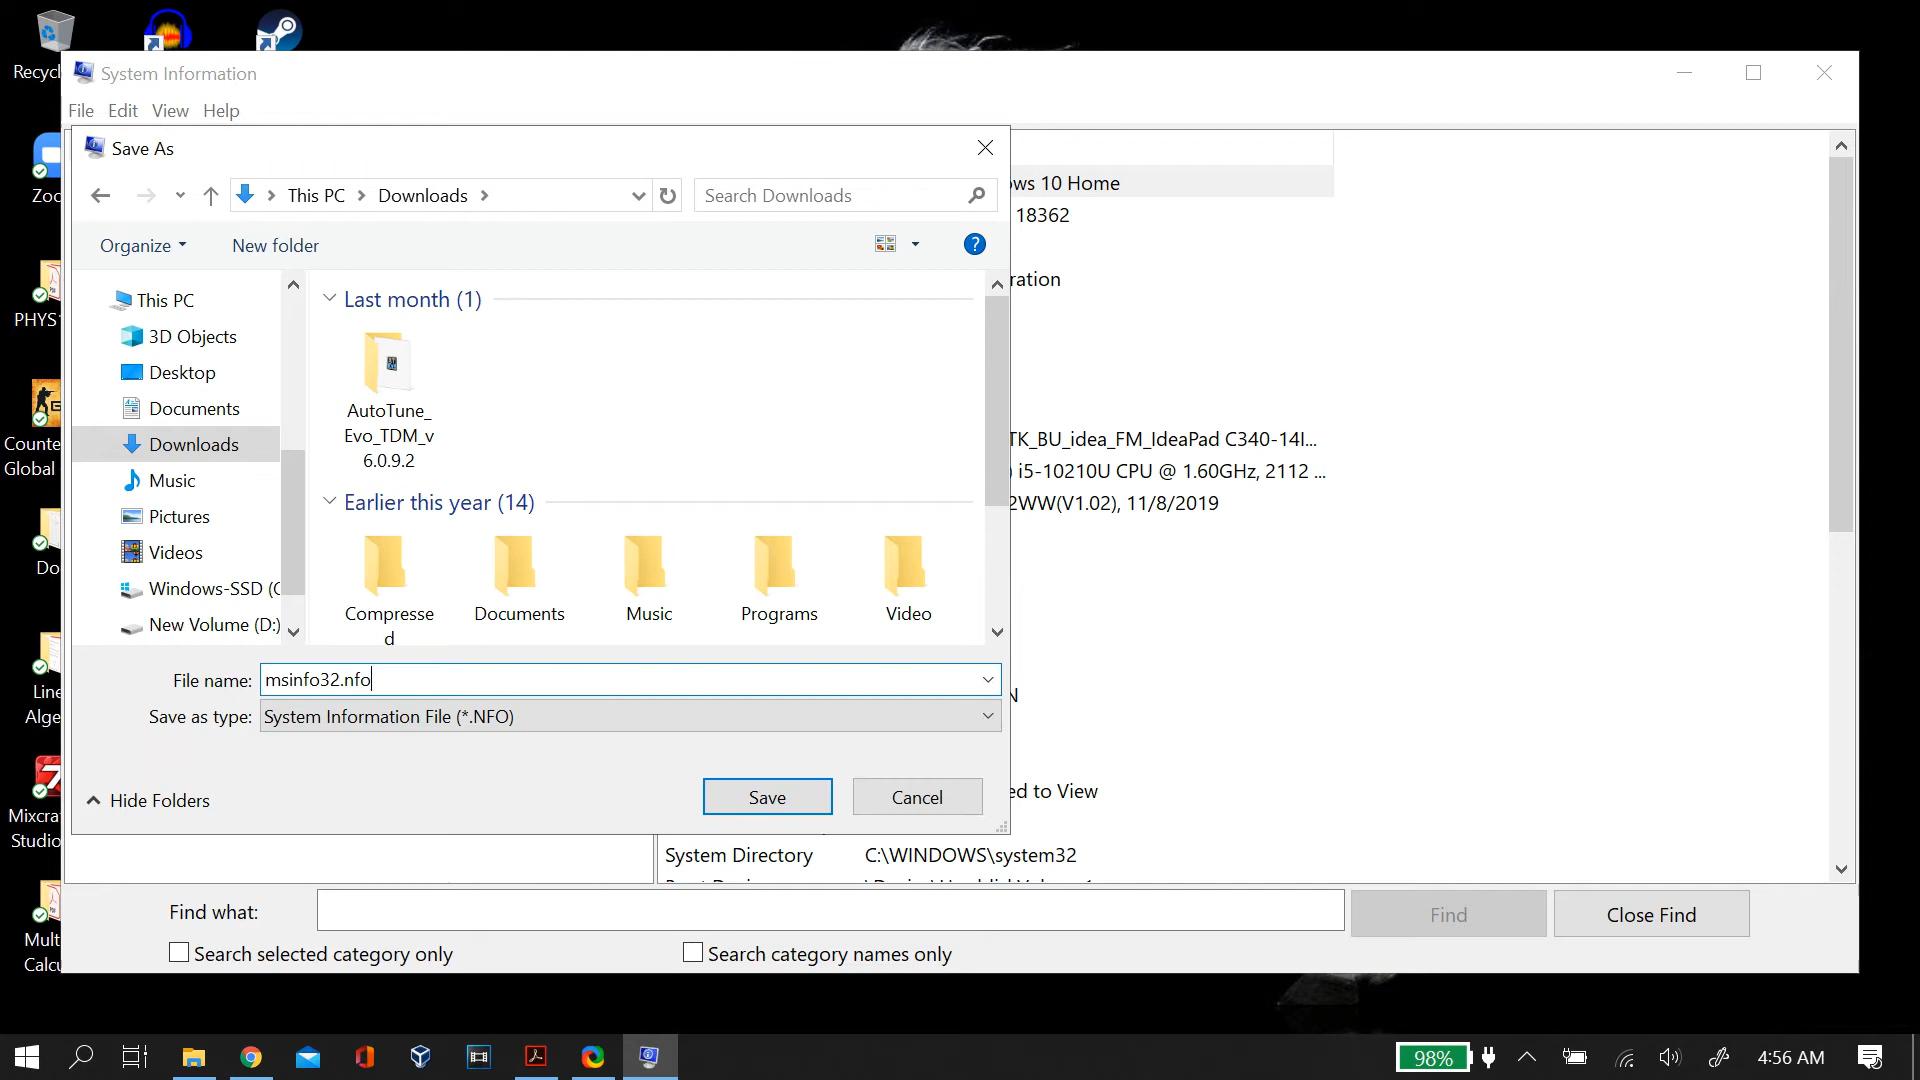 Recycl
System Information
File Edit View Help
Save As
This PC Downloads
Search Downloads
Organize New folder
This PC
3D Objects
Desktop
Documents
Downloads
Music
Pictures
Videos
Windows-SSD (C
New Volume (D:)
Last month (1)
AutoTune_
Evo_TDM_v
6.0.9.2
Earlier this year (14)
Compresse
d
Documents
Music
Programs
Video
File name: msinfo32.nfo
Save as type: System Information File (*.NFO)
Hide Folders
Save
Cancel
ows 10 Home
18362
ration
TK_BU_idea_FM_IdeaPad C340-14I...
) i5-10210U CPU @ 1.60GHz, 2112 ...
2WW(V1.02), 11/8/2019
N
ed to View
System Directory C:\WINDOWS\system32
Find what:
Find
Close Find
Search selected category only
Search category names only
Zoo
PHYS
Counte
Global
Do
Line
Alge
Mixcra
Studio
Mult
Calcu
98%
4:56 AM